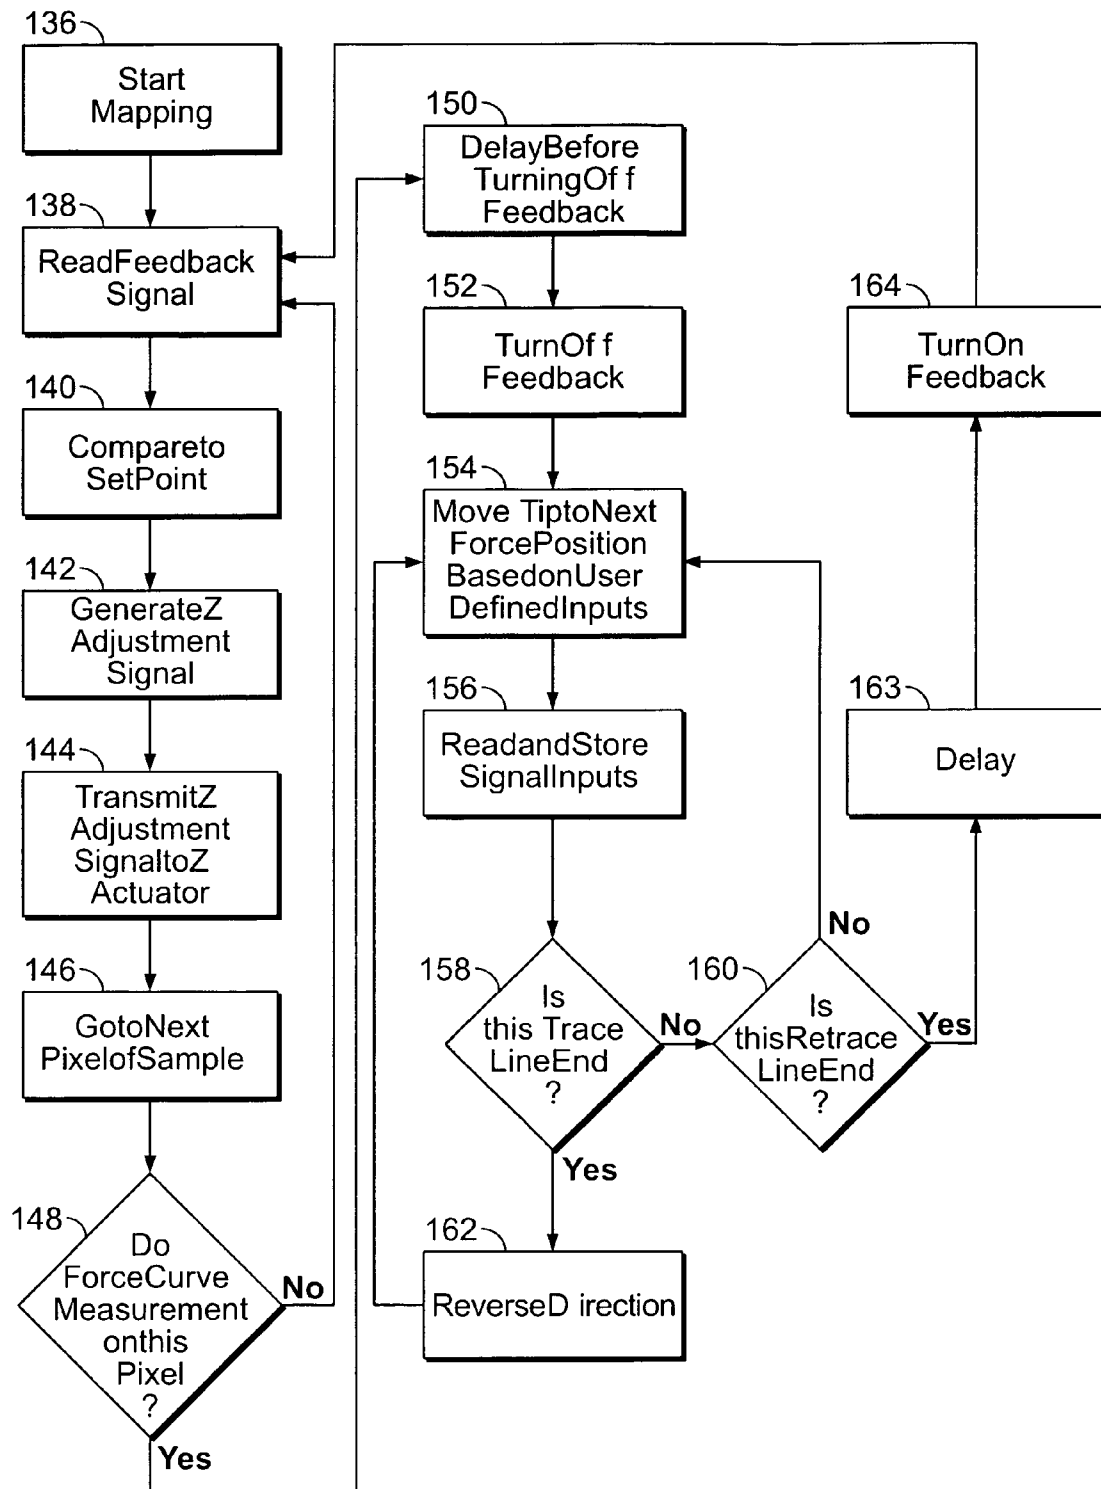 136
Start
Mapping
138
ReadFeedback
Signal
140
Compareto
SetPoint
142
GenerateZ
Adjustment
Signal
144
TransmitZ
Adjustment
SignaltoZ
Actuator
146
GotoNext
PixelofSample
148
Do
ForceCurve
Measurement
onthis
Pixel
?
No
Yes
150
DelayBefore
TurningOf f
Feedback
152
TurnOf f
Feedback
154
Move TiptoNext
ForcePosition
BasedonUser
DefinedInputs
156
ReadandStore
SignalInputs
158
Is
this Trace
LineEnd
?
No
Yes
160
Is
thisRetrace
LineEnd
?
No
Yes
162
ReverseD irection
163
Delay
164
TurnOn
Feedback